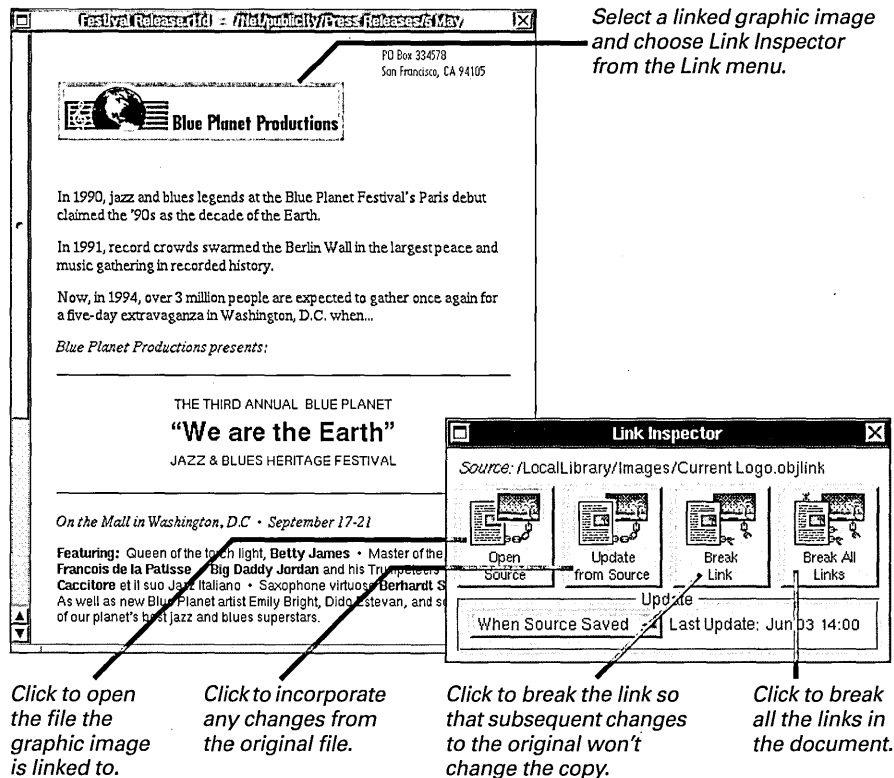 Festival Release.rtfd — /Net/publicity/Press Releases/6 May
Select a linked graphic image
and choose Link Inspector
from the Link menu.
PO Box 334578
San Francisco, CA 94105
Blue Planet Productions
In 1990, jazz and blues legends at the Blue Planet Festival's Paris debut
claimed the '90s as the decade of the Earth.
In 1991, record crowds swarmed the Berlin Wall in the largest peace and
music gathering in recorded history.
Now, in 1994, over 3 million people are expected to gather once again for
a five-day extravaganza in Washington, D.C. when...
Blue Planet Productions presents:
THE THIRD ANNUAL BLUE PLANET
“We are the Earth”
JAZZ & BLUES HERITAGE FESTIVAL
On the Mall in Washington, D.C • September 17-21
Featuring: Queen of the torch light, Betty James • Master of the
Francois de la Patisse Big Daddy Jordan and his Trumpeteers
Caccitore et il suo Jazz Italiano • Saxophone virtuoso Berhardt S
As well as new Blue Planet artist Emily Bright, Dido Estevan, and
of our planet's best jazz and blues superstars.
Link Inspector
Source: /LocalLibrary/Images/Current Logo.objlink
Open
Source
Update
from Source
Break
Link
Break All
Links
Update
When Source Saved
Last Update: Jun 03 14:00
Click to open
the file the
graphic image
is linked to.
Click to incorporate
any changes from
the original file.
Click to break the link so
that subsequent changes
to the original won't
change the copy.
Click to break
all the links in
the document.